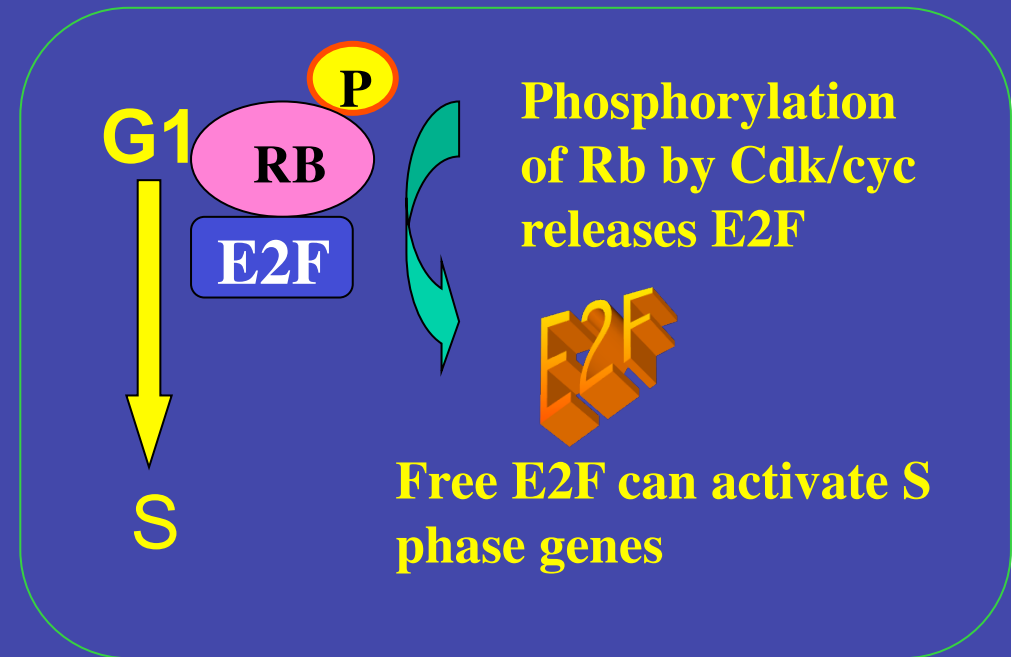 P
G1
RB
E2F
Phosphorylation
of Rb by Cdk/cyc
releases E2F
E2F
Free E2F can activate S
phase genes
S